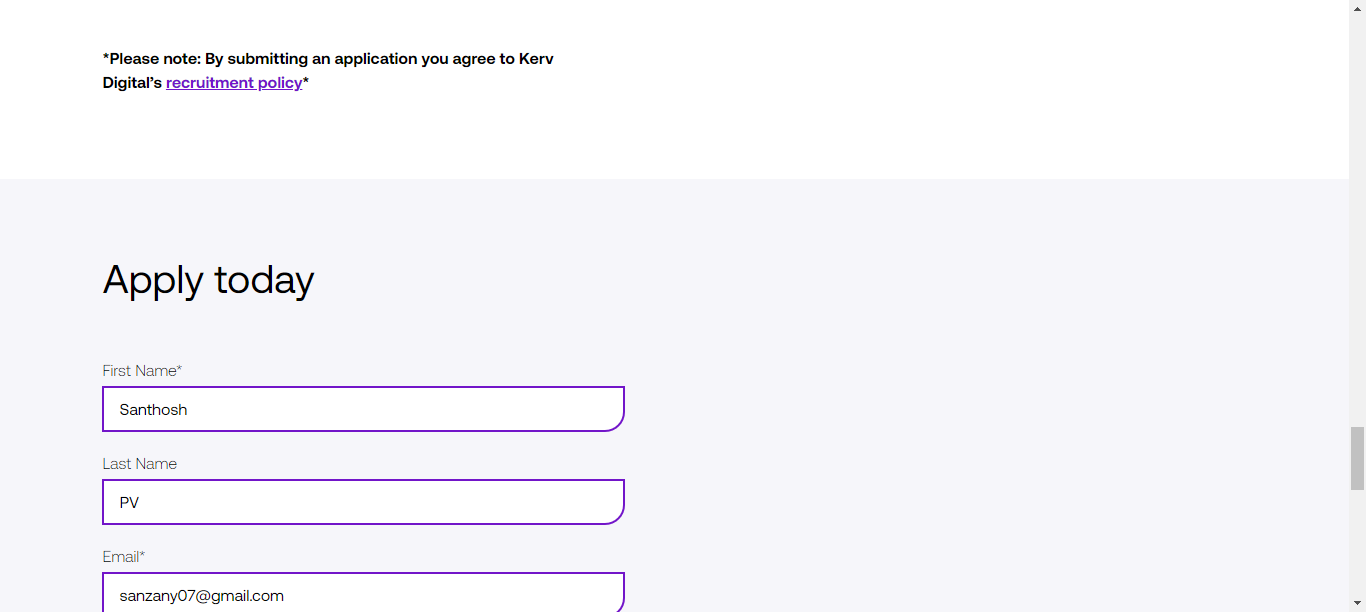 *Please note: By submitting an application you agree to Kerv
Digital’s recruitment policy*
Apply today
First Name*
Santhosh
Last Name
PV
Email*
sanzany07@gmail.com